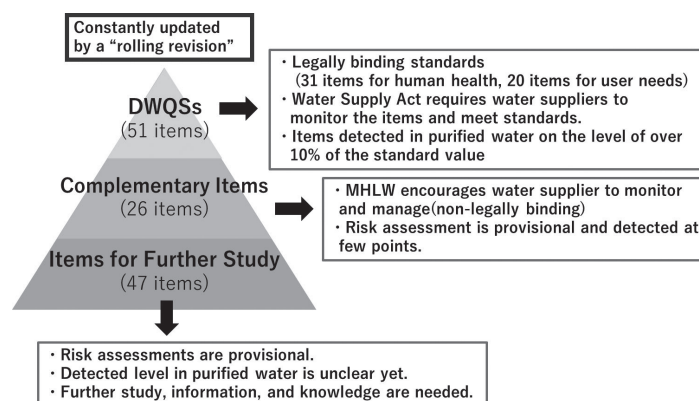 Constantly updated
by a “rolling revision”
DWQSs
(51 items)
・Legally binding standards
(31 items for human health, 20 items for user needs)
・Water Supply Act requires water suppliers to
monitor the items and meet standards.
・Items detected in purified water on the level of over
10% of the standard value
Complementary Items
(26 items)
・MHLW encourages water supplier to monitor
and manage(non-legally binding)
・Risk assessment is provisional and detected at
few points.
Items for Further Study
(47 items)
・Risk assessments are provisional.
・Detected level in purified water is unclear yet.
・Further study, information, and knowledge are needed.